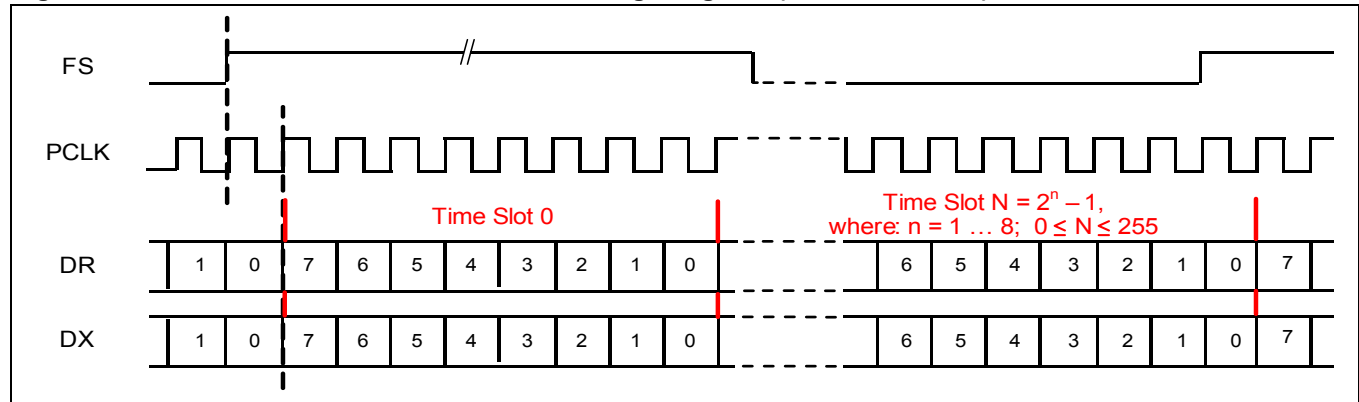 FS
PCLK
Time Slot 0
Time Slot N = 2ⁿ – 1,
where: n = 1 … 8; 0 ≤ N ≤ 255
DR 1 0 7 6 5 4 3 2 1 0 6 5 4 3 2 1 0 7
DX 1 0 7 6 5 4 3 2 1 0 6 5 4 3 2 1 0 7